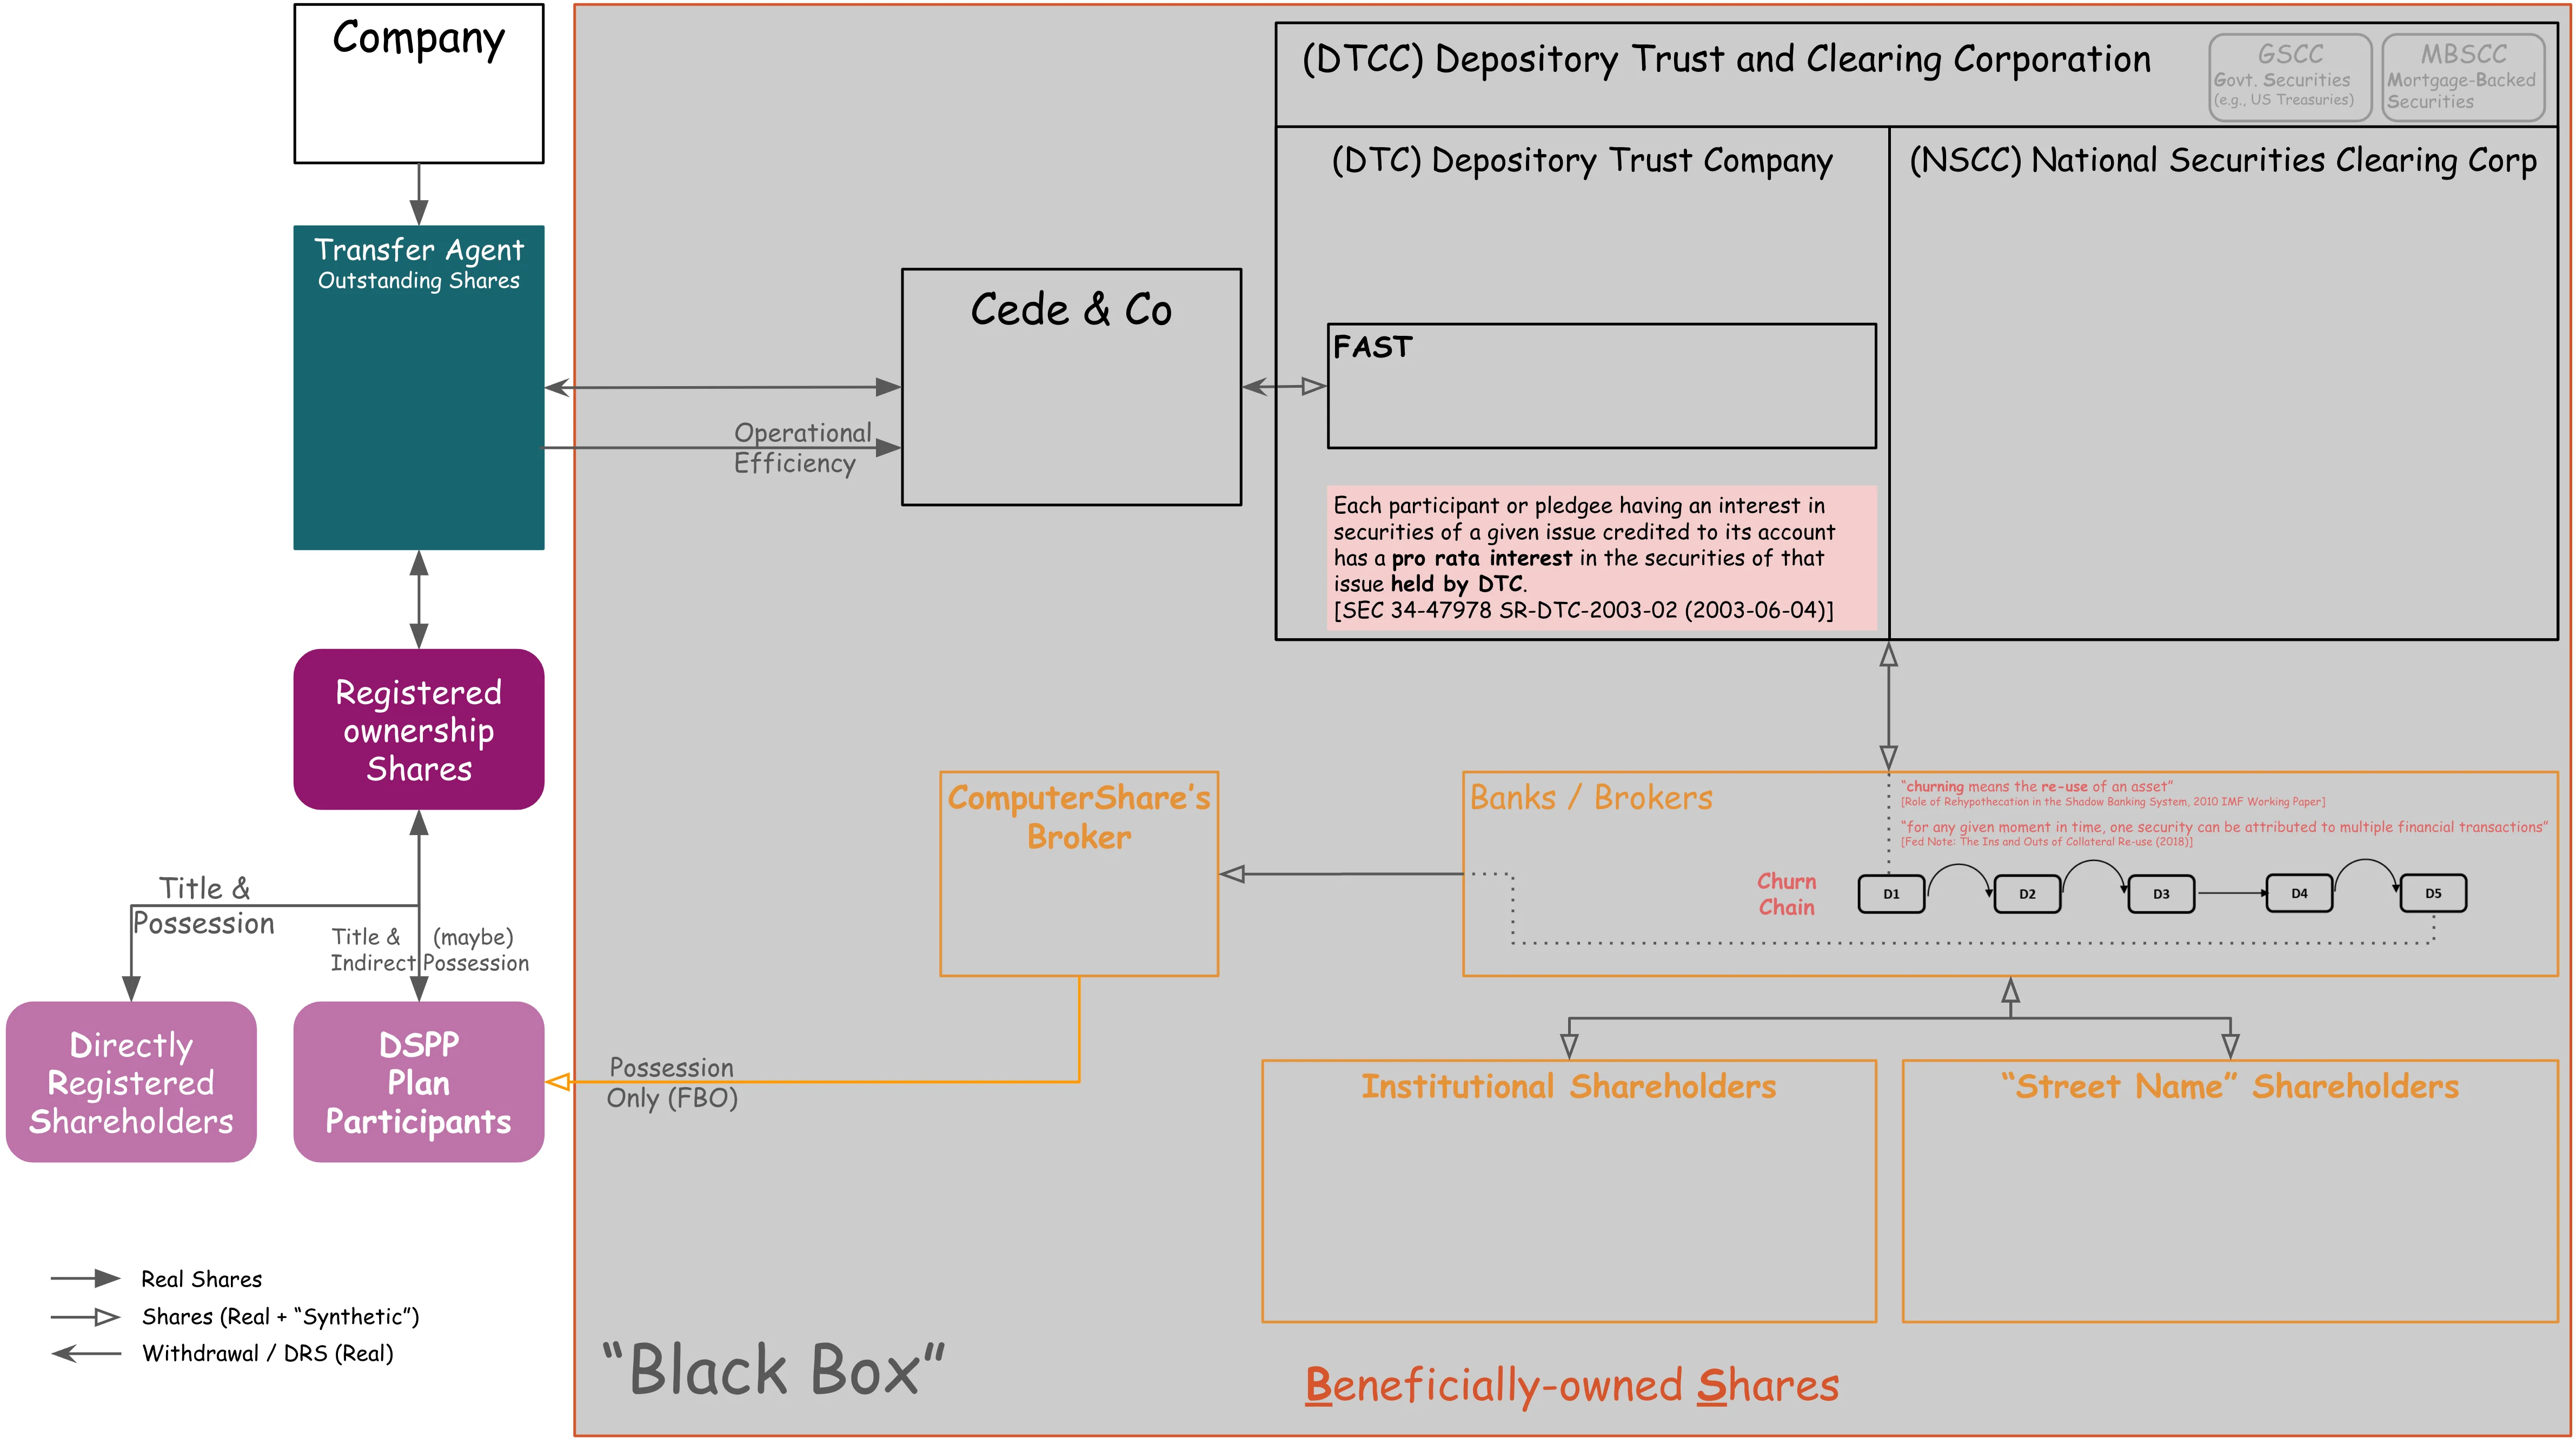 Company
Transfer Agent
Outstanding Shares
Registered
ownership
Shares
Title &
Possession
Title & (maybe)
Indirect Possession
Directly
Registered
Shareholders
DSPP
Plan
Participants
Real Shares
Shares (Real + “Synthetic”)
Withdrawal / DRS (Real)
Operational
Efficiency
Cede & Co
(DTCC) Depository Trust and Clearing Corporation
GSCC
Govt. Securities
(e.g., US Treasuries)
MBSCC
Mortgage-Backed
Securities
(DTC) Depository Trust Company
(NSCC) National Securities Clearing Corp
FAST
Each participant or pledgee having an interest in
securities of a given issue credited to its account
has a pro rata interest in the securities of that
issue held by DTC.
[SEC 34-47978 SR-DTC-2003-02 (2003-06-04)]
ComputerShare’s
Broker
Banks / Brokers
“churning means the re-use of an asset”
[Role of Rehypothecation in the Shadow Banking System, 2010 IMF Working Paper]
“for any given moment in time, one security can be attributed to multiple financial transactions”
[Fed Note: The Ins and Outs of Collateral Re-use (2018)]
Churn
Chain
D1
D2
D3
D4
D5
Possession
Only (FBO)
Institutional Shareholders
“Street Name” Shareholders
“Black Box”
Beneficially-owned Shares